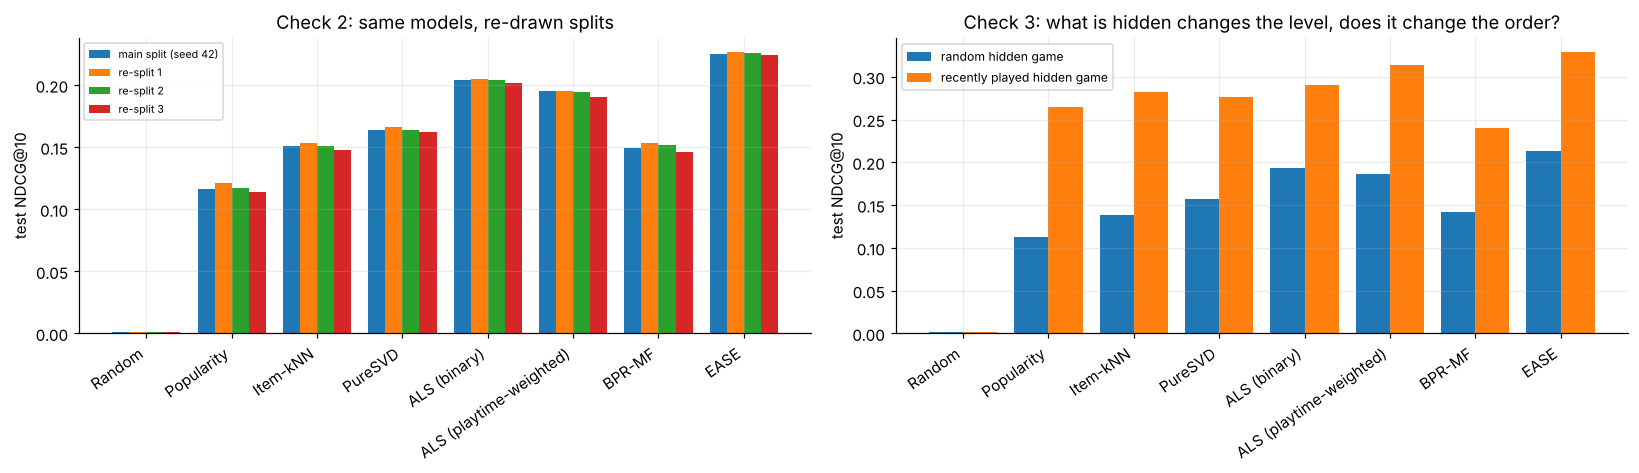 Check 2: same models, re-drawn splits
main split (seed 42)
re-split 1
re-split 2
re-split 3
test NDCG@10
0.20
0.15
0.10
0.05
0.00
Random
Popularity
Item-kNN
PureSVD
ALS (binary)
ALS (playtime-weighted)
BPR-MF
EASE
Check 3: what is hidden changes the level, does it change the order?
random hidden game
recently played hidden game
test NDCG@10
0.30
0.25
0.20
0.15
0.10
0.05
0.00
Random
Popularity
Item-kNN
PureSVD
ALS (binary)
ALS (playtime-weighted)
BPR-MF
EASE